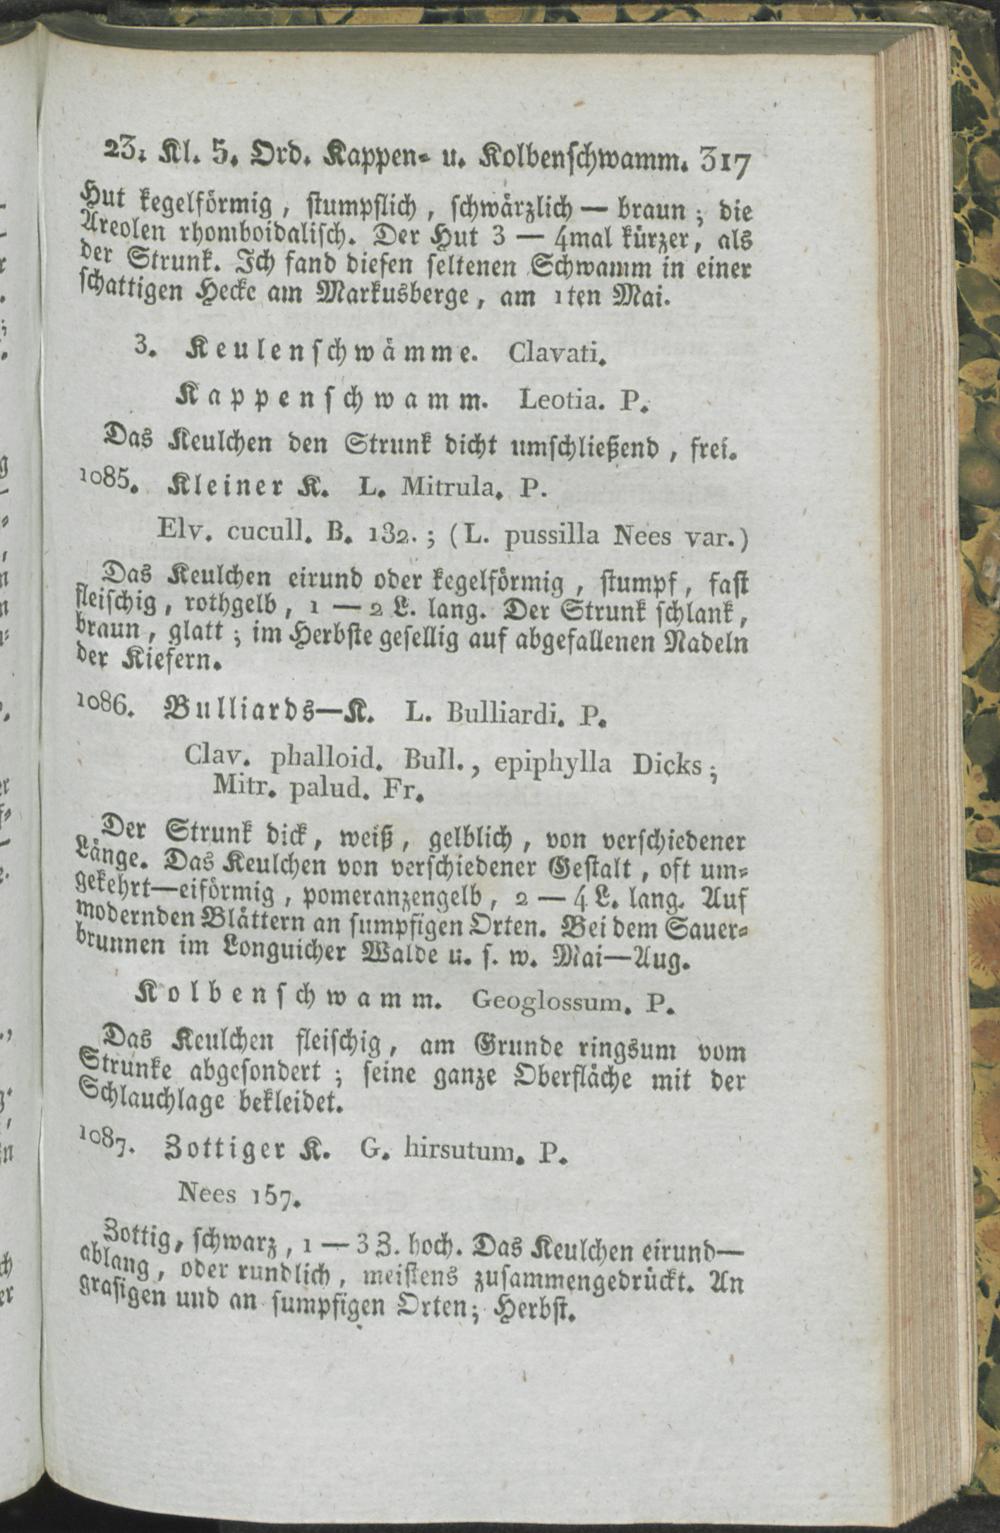 23. Kl. 5. Ord. Kappen- u. Kolbenschwamm. 317
Hut kegelförmig, stumpflich, schwärzlich — braun; die
Areolen rhomboidalisch. Der Hut 3 — 4mal kürzer, als
der Strunk. Ich fand diesen seltenen Schwamm in einer
schattigen Hecke am Markusberge, am 1ten Mai.
3. Keulenschwämme. Clavati.
Kappenschwamm. Leotia. P.
Das Keulchen den Strunk dicht umschließend, frei.
1085. Kleiner K. L. Mitrula. P.
Elv. cucull. B. 132.; (L. pussilla Nees var.)
Das Keulchen eirund oder kegelförmig, stumpf, fast
fleischig, rothgelb, 1 — 2 L. lang. Der Strunk schlank,
braun, glatt; im Herbste gesellig auf abgefallenen Nadeln
der Kiefern.
1086. Bulliards—K. L. Bulliardi. P.
Clav. phalloid. Bull., epiphylla Dicks;
Mitr. palud. Fr.
Der Strunk dick, weiß, gelblich, von verschiedener
Länge. Das Keulchen von verschiedener Gestalt, oft um-
gekehrt—eiförmig, pomeranzengelb, 2 — 4 L. lang. Auf
modernden Blättern an sumpfigen Orten. Bei dem Sauer-
brunnen im Longuicher Walde u. s. w. Mai—Aug.
Kolbenschwamm. Geoglossum. P.
Das Keulchen fleischig, am Grunde ringsum vom
Strunke abgesondert; seine ganze Oberfläche mit der
Schlauchlage bekleidet.
1087. Zottiger K. G. hirsutum. P.
Nees 157.
Zottig, schwarz, 1 — 3 Z. hoch. Das Keulchen eirund—
ablang, oder rundlich, meistens zusammengedrückt. An
grasigen und an sumpfigen Orten; Herbst.